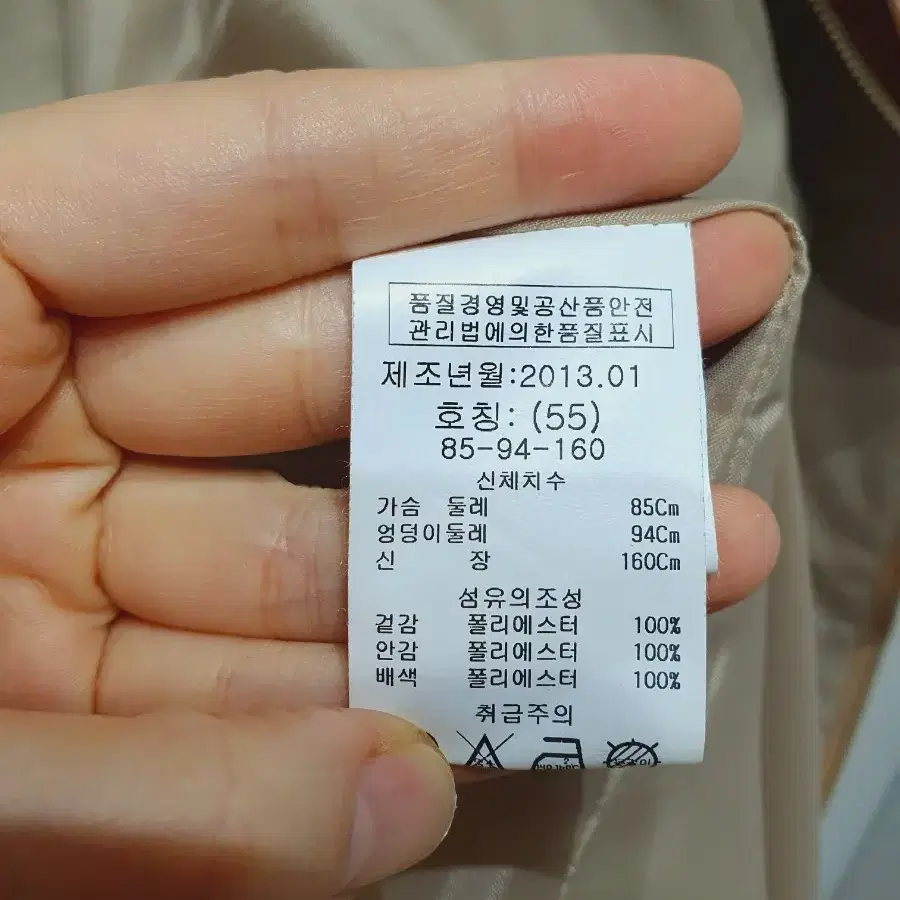 품질경영및공산품안전
관리법에의한품질표시
제조년월:2013.01
호칭: (55)
85-94-160
신체치수
가슴 둘레 85Cm
엉덩이둘레 94Cm
신 장 160Cm
섬유의조성
겉감 폴리에스터 100%
안감 폴리에스터 100%
배색 폴리에스터 100%
취급주의